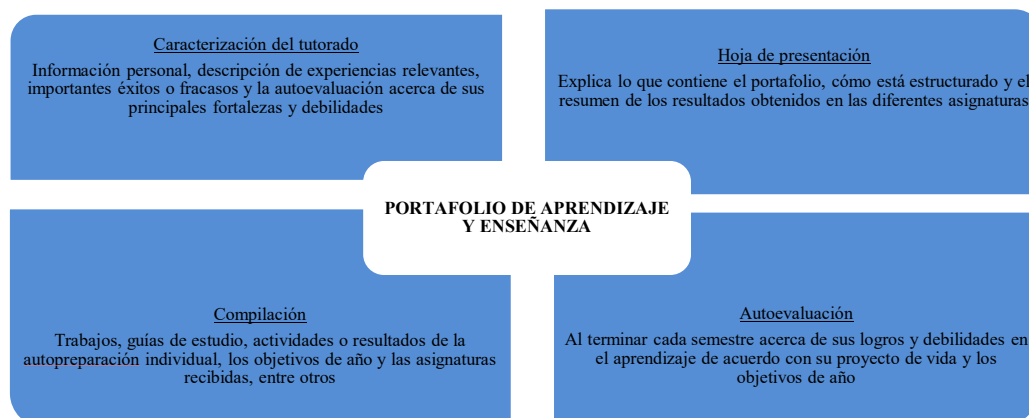 Caracterización del tutorado
Información personal, descripción de experiencias relevantes,
importantes éxitos o fracasos y la autoevaluación acerca de sus
principales fortalezas y debilidades
Hoja de presentación
Explica lo que contiene el portafolio, cómo está estructurado y el
resumen de los resultados obtenidos en las diferentes asignaturas
PORTAFOLIO DE APRENDIZAJE
Y ENSEÑANZA
Compilación
Trabajos, guías de estudio, actividades o resultados de la
autopreparación individual, los objetivos de año y las asignaturas
recibidas, entre otros
Autoevaluación
Al terminar cada semestre acerca de sus logros y debilidades en
el aprendizaje de acuerdo con su proyecto de vida y los
objetivos de año